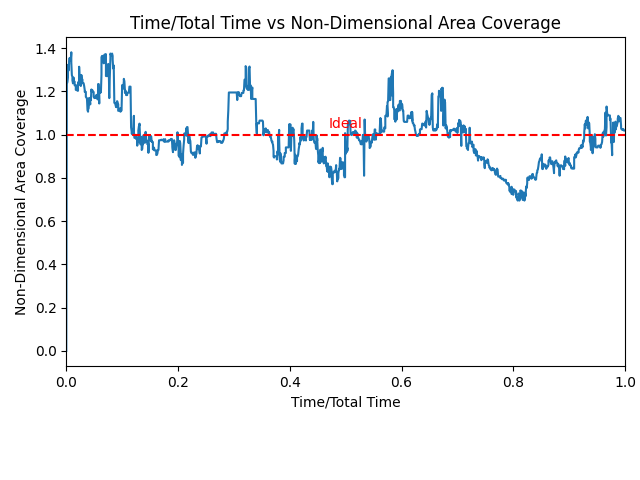 Time/Total Time vs Non-Dimensional Area Coverage
Non-Dimensional Area Coverage
1.4
1.2
1.0
0.8
0.6
0.4
0.2
0.0
Ideal
0.0 0.2 0.4 0.6 0.8 1.0
Time/Total Time